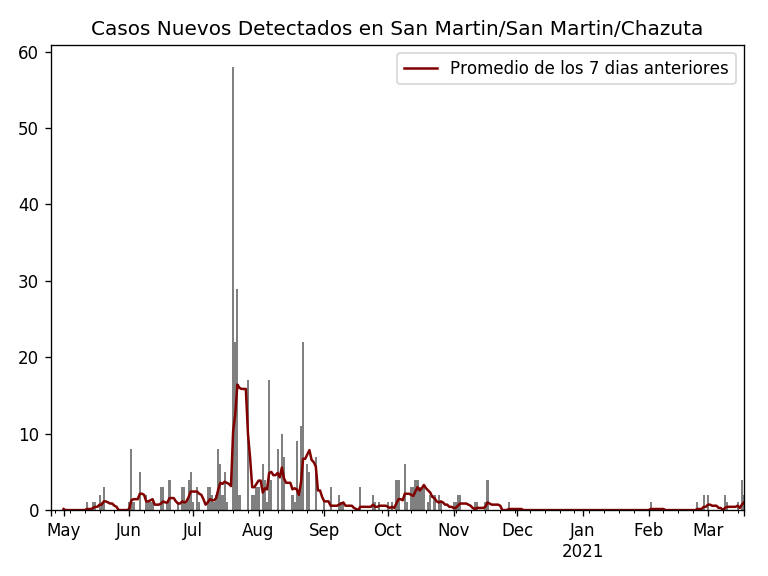 Casos Nuevos Detectados en San Martin/San Martin/Chazuta
Promedio de los 7 dias anteriores
60
50
40
30
20
10
0
May Jun Jul Aug Sep Oct Nov Dec Jan Feb Mar
2021